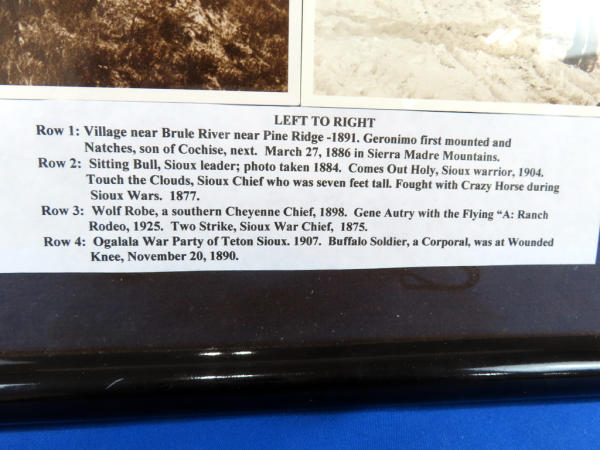 LEFT TO RIGHT
Row 1: Village near Brule River near Pine Ridge -1891. Geronimo first mounted and
Natches, son of Cochise, next. March 27, 1886 in Sierra Madre Mountains.
Row 2: Sitting Bull, Sioux leader; photo taken 1884. Comes Out Holy, Sioux warrior, 1904.
Touch the Clouds, Sioux Chief who was seven feet tall. Fought with Crazy Horse during
Sioux Wars. 1877.
Row 3: Wolf Robe, a southern Cheyenne Chief, 1898. Gene Autry with the Flying "A: Ranch
Rodeo, 1925. Two Strike, Sioux War Chief, 1875.
Row 4: Ogalala War Party of Teton Sioux. 1907. Buffalo Soldier, a Corporal, was at Wounded
Knee, November 20, 1890.